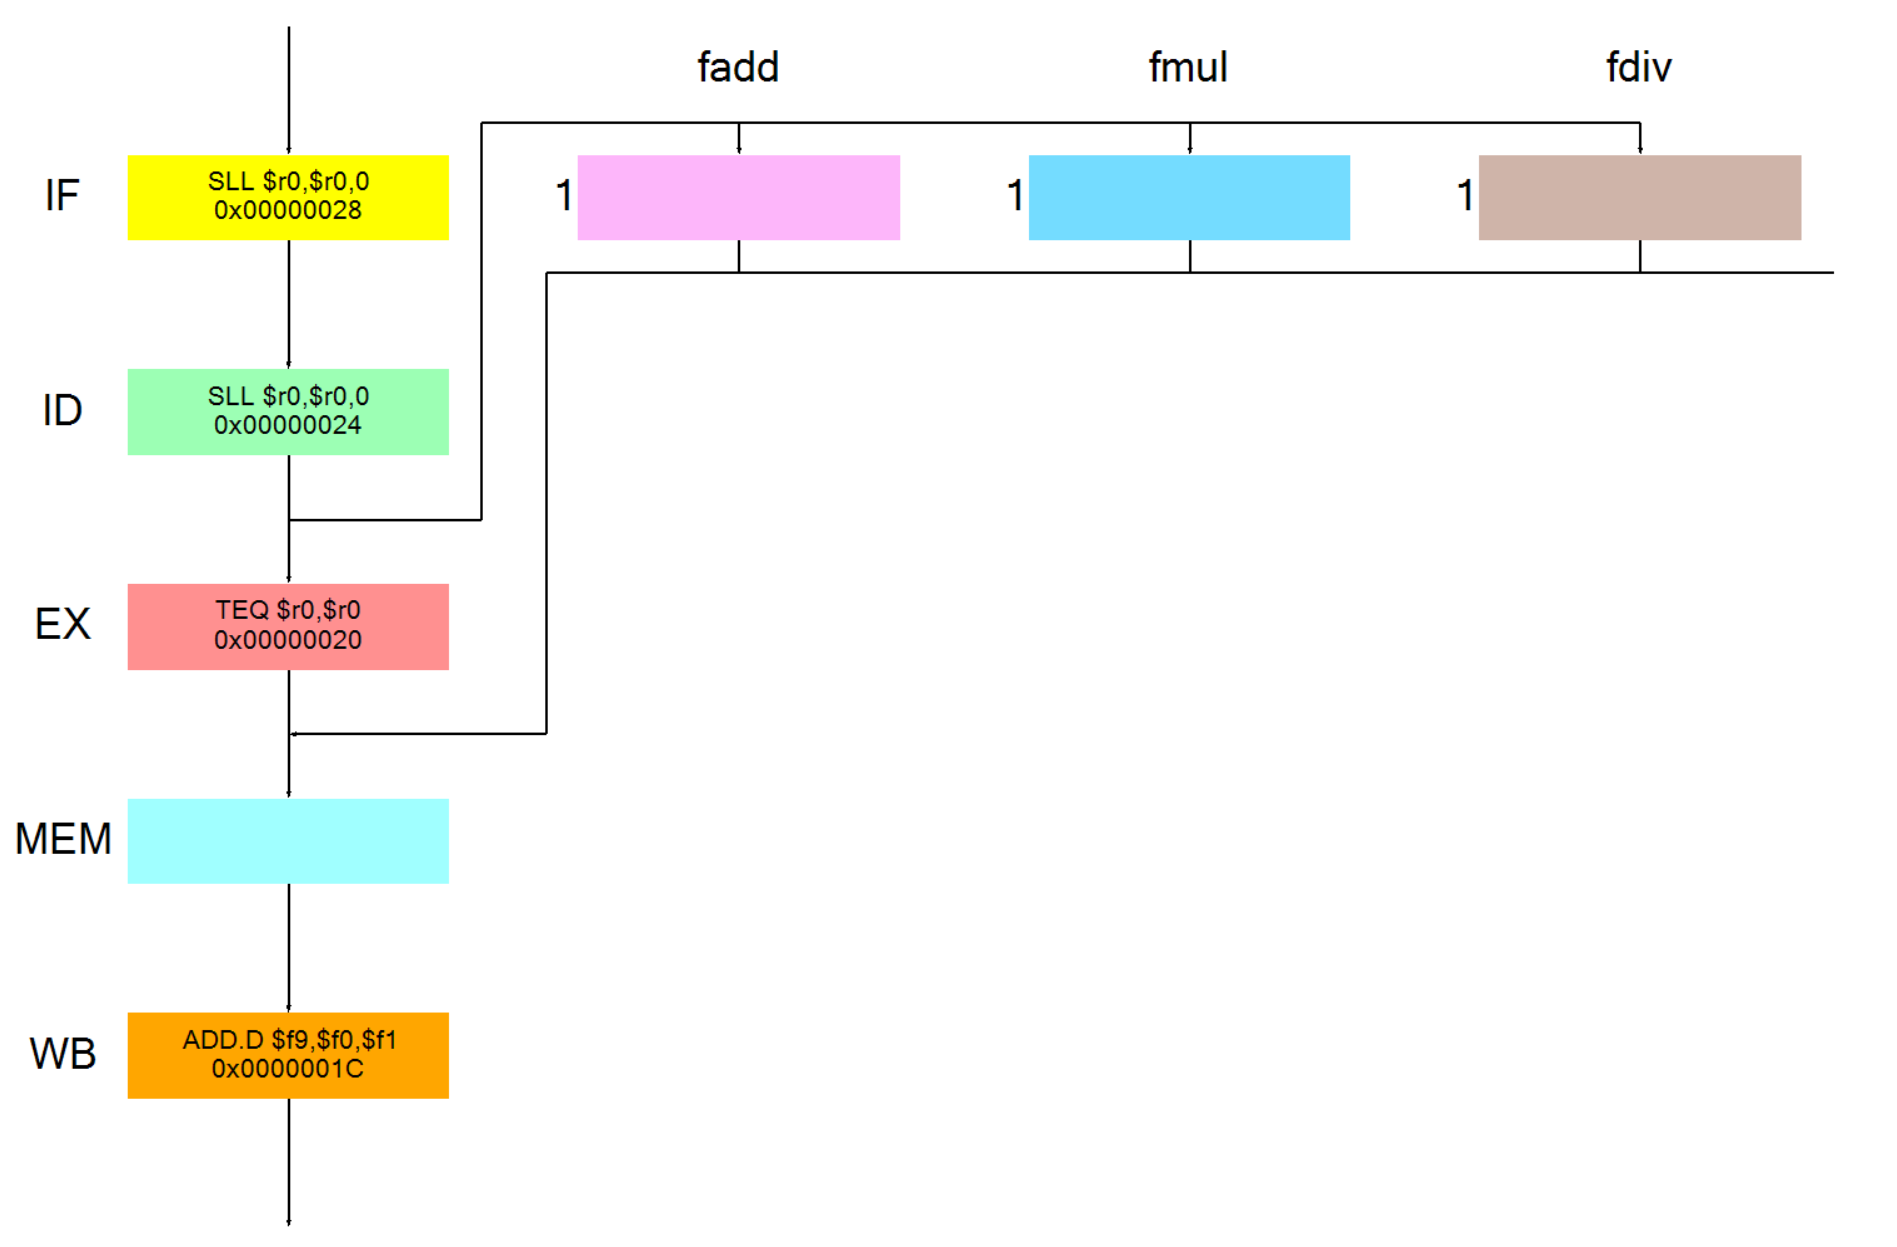 fadd
fmul
fdiv
IF
SLL $r0,$r0,0
0x00000028
1
1
1
ID
SLL $r0,$r0,0
0x00000024
EX
TEQ $r0,$r0
0x00000020
MEM
WB
ADD.D $f9,$f0,$f1
0x0000001C